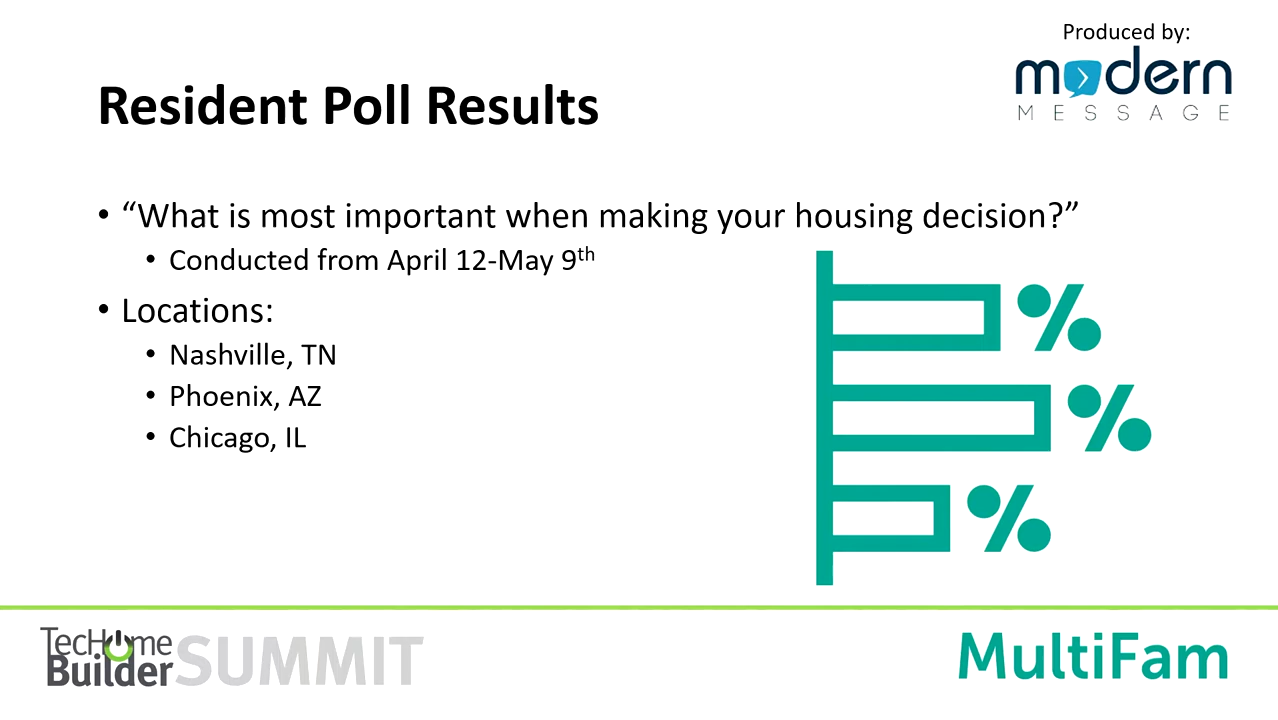 Produced by:
modern
MESSAGE
Resident Poll Results
• “What is most important when making your housing decision?”
• Conducted from April 12-May 9th
• Locations:
• Nashville, TN
• Phoenix, AZ
• Chicago, IL
%
%
%
TecHome
Builder SUMMIT
MultiFam